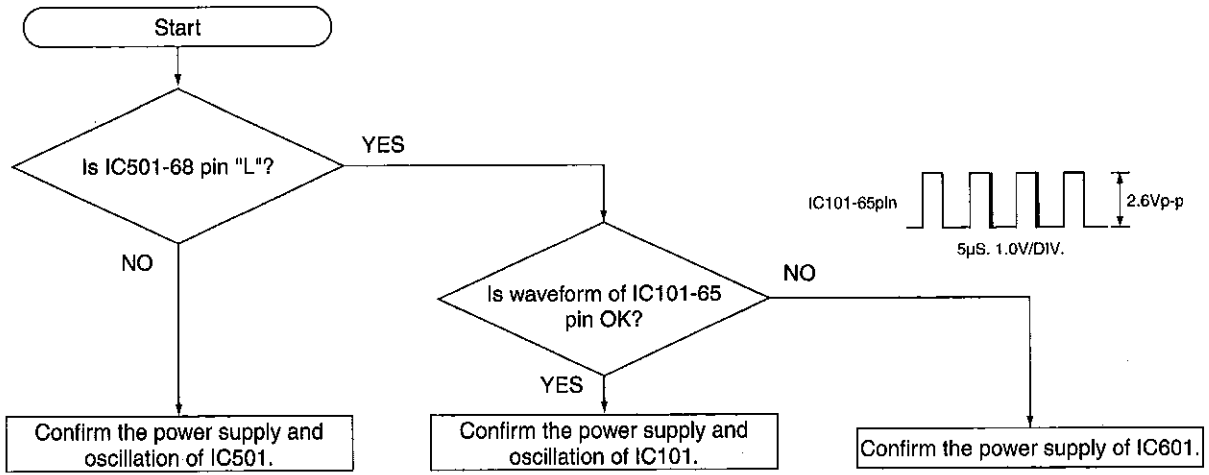 Start
Is IC501-68 pin "L"?
YES
NO
IC101-65pin
2.6Vp-p
5µS. 1.0V/DIV.
Is waveform of IC101-65
pin OK?
NO
YES
Confirm the power supply and
oscillation of IC501.
Confirm the power supply and
oscillation of IC101.
Confirm the power supply of IC601.